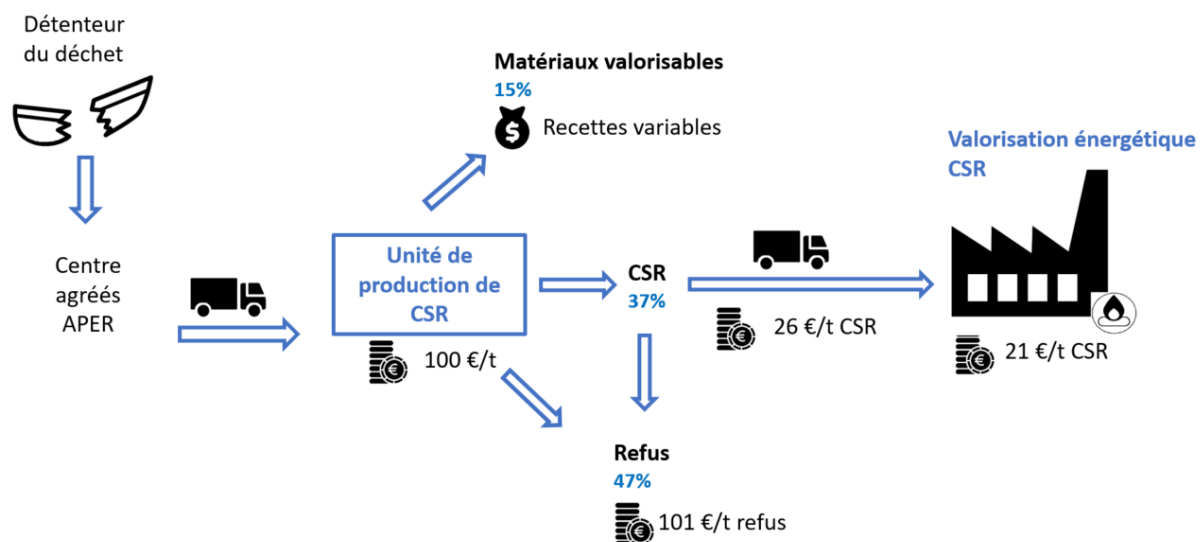 Détenteur
du déchet
Matériaux valorisables
15%
$
Recettes variables
Valorisation énergétique
CSR
Centre
agréés
APER
Unité de
production de
CSR
€
100 €/t
CSR
37%
€
26 €/t CSR
€
21 €/t CSR
Refus
47%
€
101 €/t refus